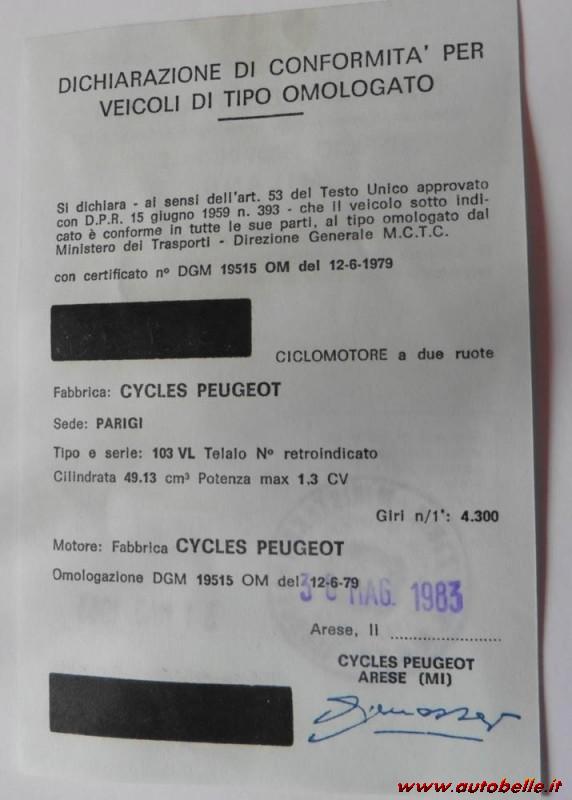 DICHIARAZIONE DI CONFORMITA' PER
VEICOLI DI TIPO OMOLOGATO
Si dichiara - ai sensi dell'art. 53 del Testo Unico approvato
con D.P.R. 15 giugno 1959 n. 393 - che il veicolo sotto indi-
cato è conforme in tutte le sue parti, al tipo omologato dal
Ministero dei Trasporti - Direzione Generale M.C.T.C.
con certificato nº DGM 19515 OM del 12-6-1979
CICLOMOTORE a due ruote
Fabbrica: CYCLES PEUGEOT
Sede: PARIGI
Tipo e serie: 103 VL Telaio Nº retroindicato
Cilindrata 49.13 cm³ Potenza max 1,3 CV
Giri n/1': 4.300
Motore: Fabbrica CYCLES PEUGEOT
Omologazione DGM 19515 OM del 12-6-79
MAG. 1983
Arese, Il ....................
CYCLES PEUGEOT
ARESE (MI)
www.autobelle.it